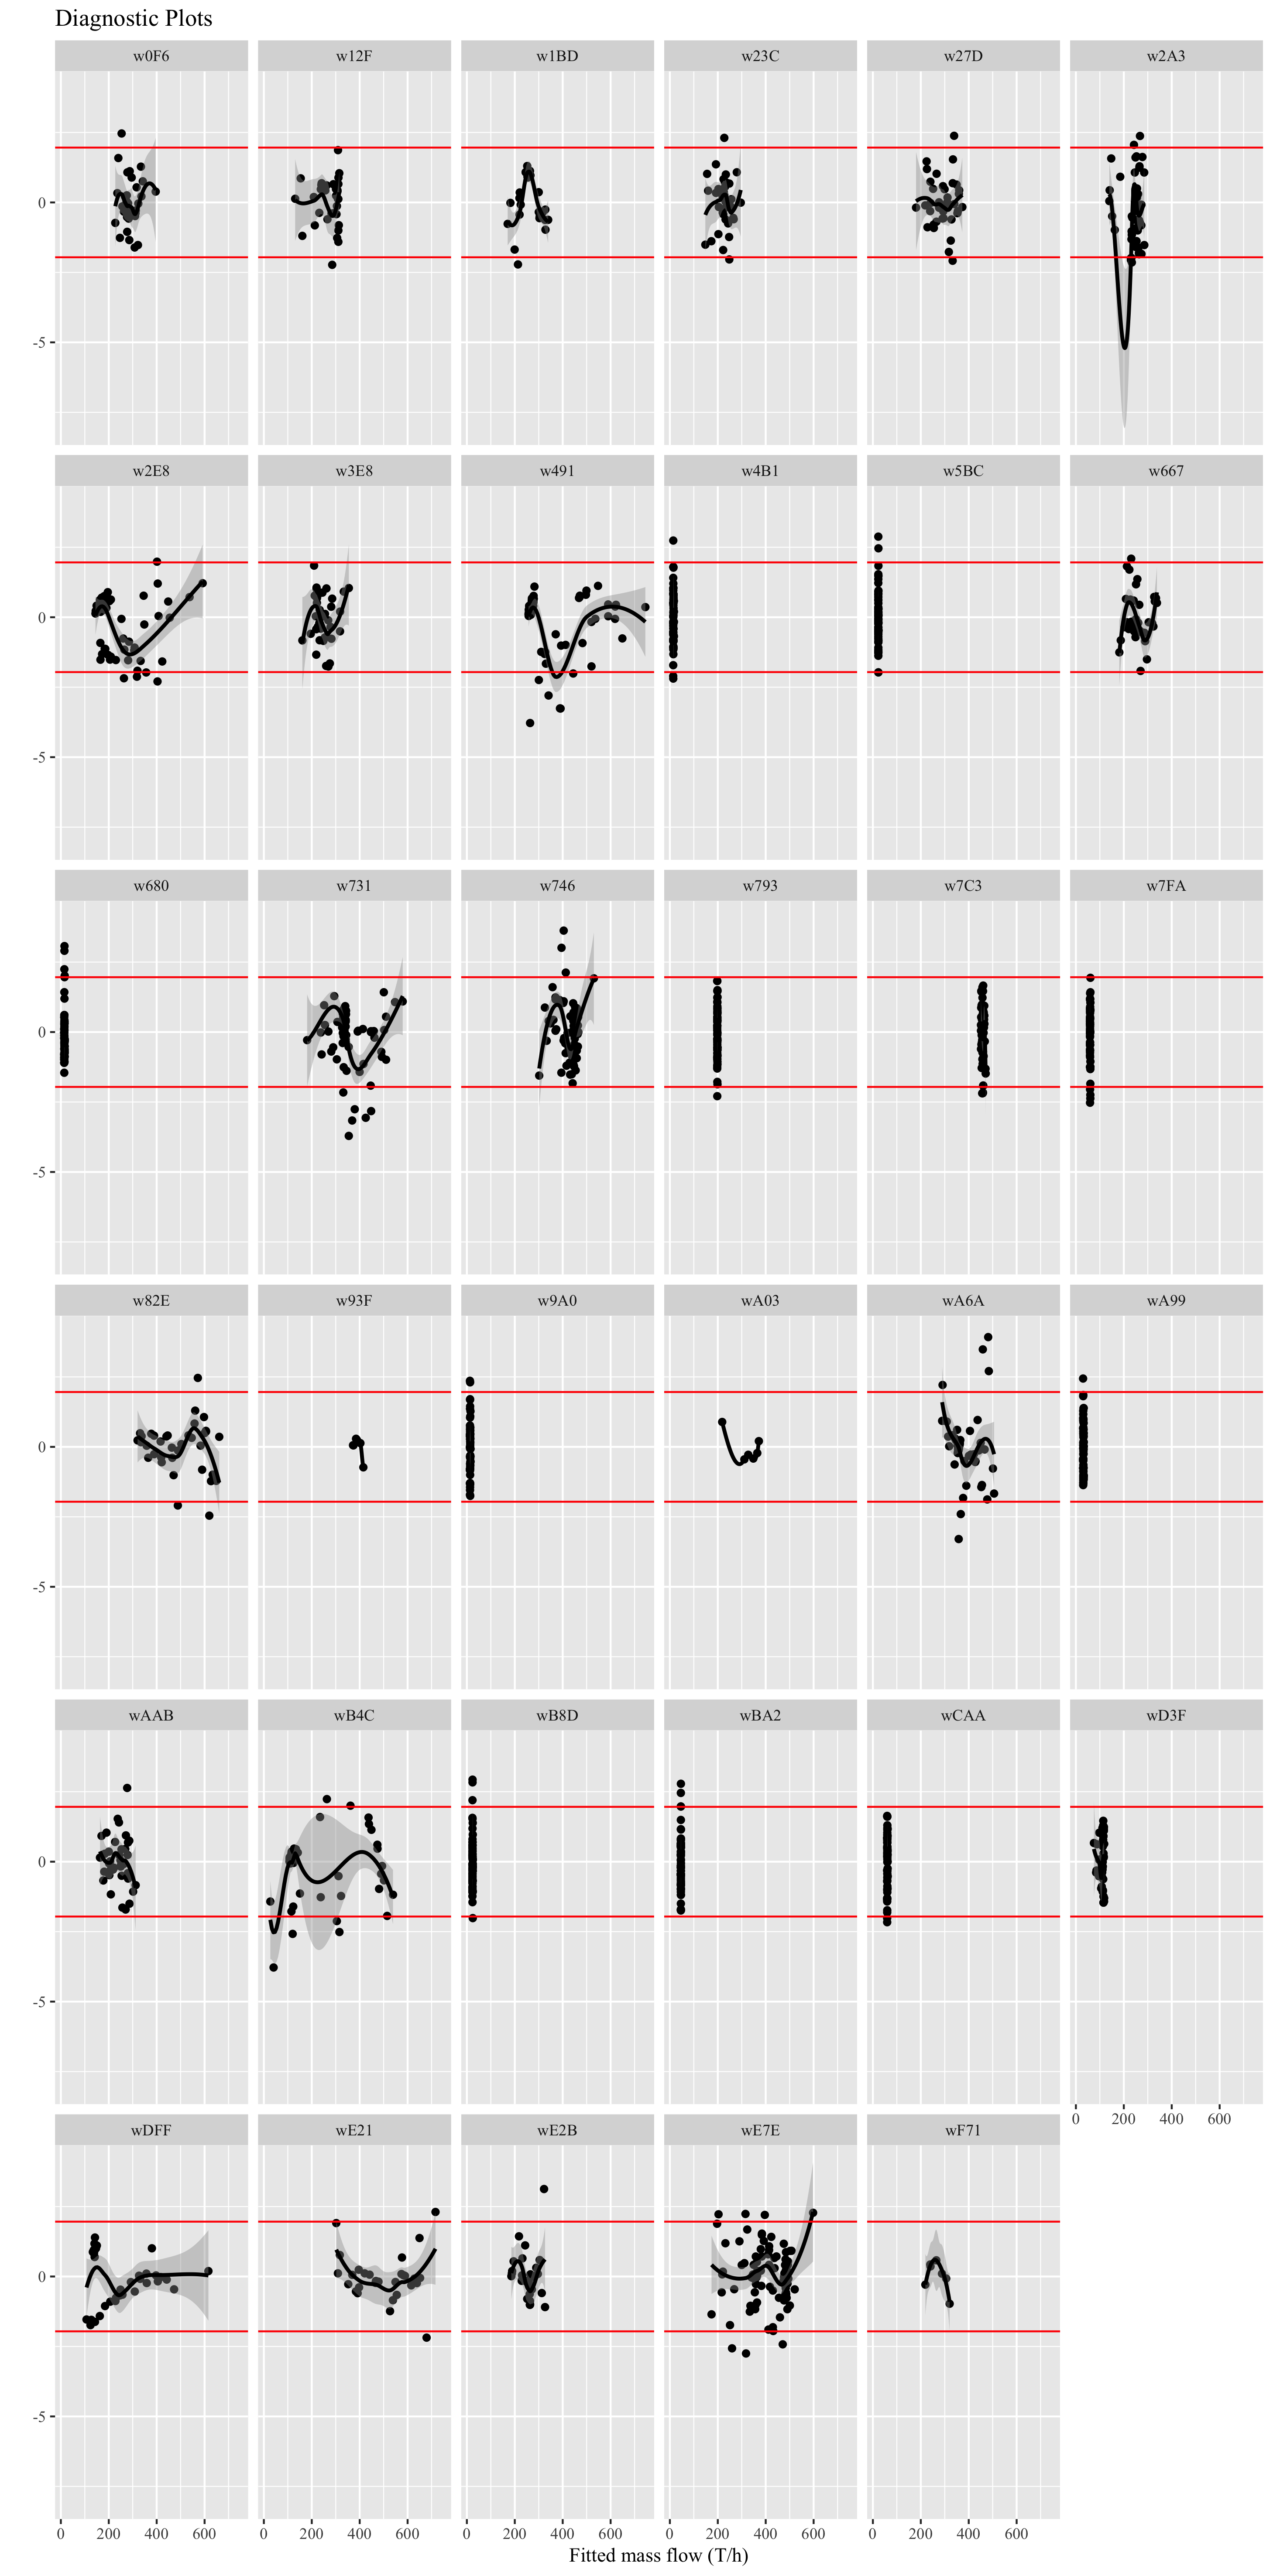 Diagnostic Plots
w0F6 w12F w1BD w23C w27D w2A3
0
-5
w2E8 w3E8 w491 w4B1 w5BC w667
0
-5
w680 w731 w746 w793 w7C3 w7FA
0
-5
w82E w93F w9A0 wA03 wA6A wA99
0
-5
wAAB wB4C wB8D wBA2 wCAA wD3F
0
-5
0 200 400 600
wDFF wE21 wE2B wE7E wF71
0
-5
0 200 400 600 0 200 400 600 0 200 400 600 0 200 400 600 0 200 400 600
Fitted mass flow (T/h)